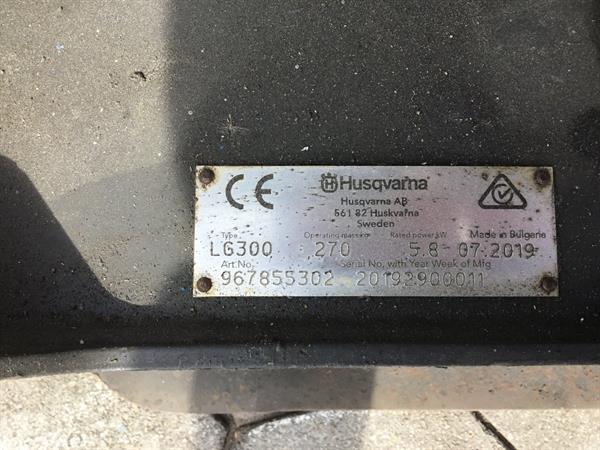 CE Husqvarna
Husqvarna AB
561 82 Huskvarna
Sweden
Type Operating mass kg Rated power kW Made in Bulgaria
LG300 270 5.8 07.2019
Art.No. Serial No, with Year Week of Mfg
967855302 20192900011